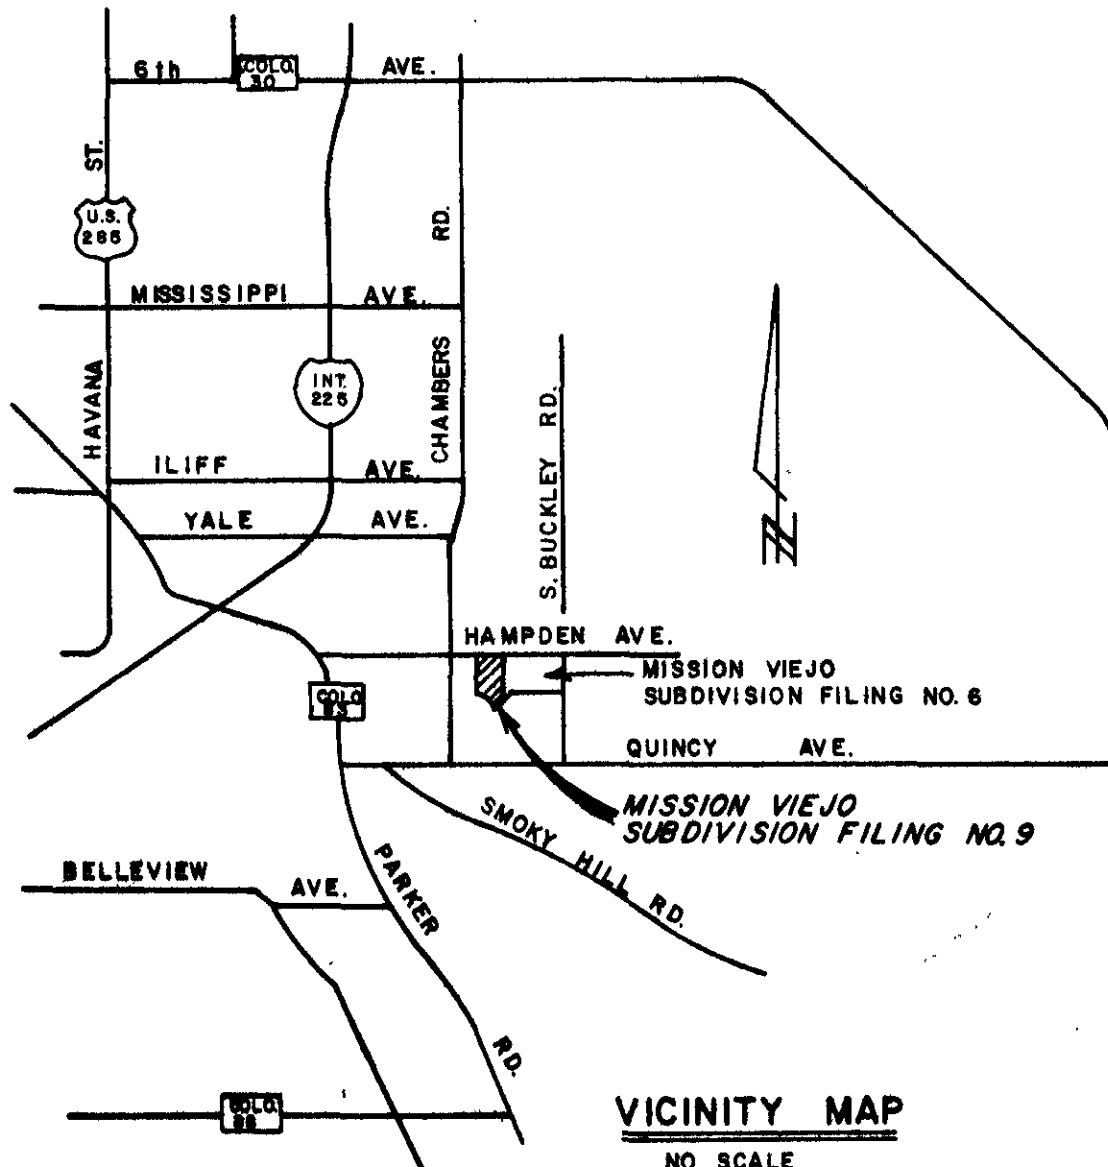 6th AVE.
COLO.
30
ST.
U.S.
285
RD.
MISSISSIPPI AVE.
HAVANA
INT.
225
CHAMBERS
S. BUCKLEY RD.
ILIFF AVE.
YALE AVE.
HAMPDEN AVE.
MISSION VIEJO
SUBDIVISION FILING NO. 6
COLO
83
QUINCY AVE.
MISSION VIEJO
SUBDIVISION FILING NO. 9
SMOKY HILL RD.
BELLEVIEW AVE.
PARKER RD.
COLO.
88
N
VICINITY MAP
NO SCALE